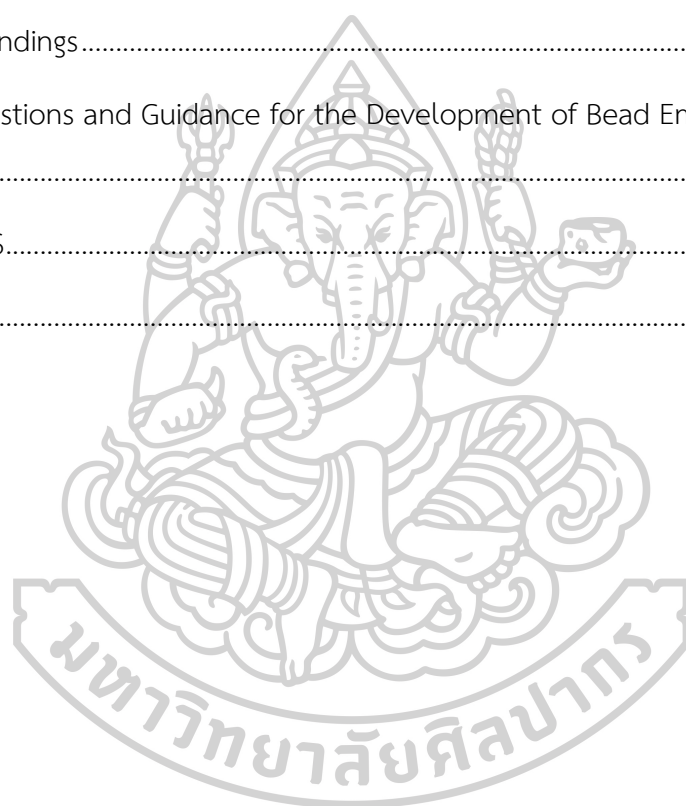 ndings................................................................................................
stions and Guidance for the Development of Bead En
................................................................................................
S................................................................................................
................................................................................................
มหาวิทยาลัยศิลปากร